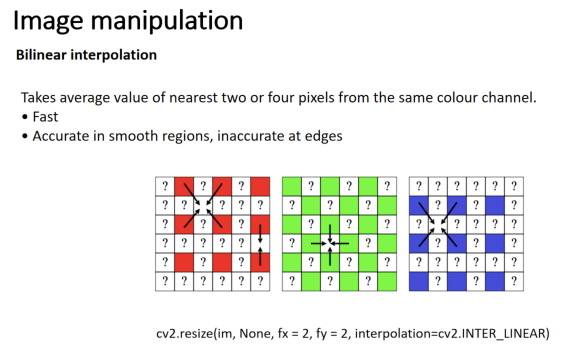 Image manipulation
Bilinear interpolation
Takes average value of nearest two or four pixels from the same colour channel.
• Fast
• Accurate in smooth regions, inaccurate at edges
? ? ? ? ? ? ? ? ? ? ? ?
? ? ? ? ? ? ? ? ? ? ?
? ? ? ? ? ? ? ? ? ? ?
? ? ? ? ? ? ? ? ? ?
? ? ? ? ? ? ? ? ? ? ? ?
? ? ? ? ? ? ? ? ? ? ? ?
cv2.resize(im, None, fx = 2, fy = 2, interpolation=cv2.INTER_LINEAR)